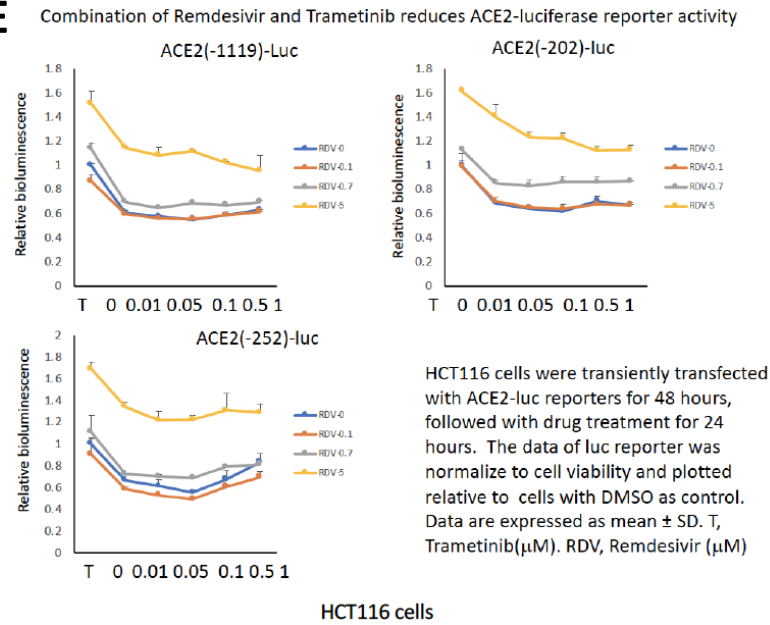 E
Combination of Remdesivir and Trametinib reduces ACE2-luciferase reporter activity
ACE2(-1119)-Luc
Relative bioluminescence
1.8
1.6
1.4
1.2
1
0.8
0.6
0.4
0.2
0
T 0 0.01 0.05 0.1 0.5 1
RDV-0
RDV-0.1
RDV-0.7
RDV-5
ACE2(-202)-luc
Relative bioluminescence
1.8
1.6
1.4
1.2
1
0.8
0.6
0.4
0.2
0
T 0 0.01 0.05 0.1 0.5 1
RDV-0
RDV-0.1
RDV-0.7
RDV-5
ACE2(-252)-luc
Relative bioluminescence
2
1.8
1.6
1.4
1.2
1
0.8
0.6
0.4
0.2
0
T 0 0.01 0.05 0.1 0.5 1
RDV-0
RDV-0.1
RDV-0.7
RDV-5
HCT116 cells were transiently transfected
with ACE2-luc reporters for 48 hours,
followed with drug treatment for 24
hours. The data of luc reporter was
normalize to cell viability and plotted
relative to cells with DMSO as control.
Data are expressed as mean ± SD. T,
Trametinib(μM). RDV, Remdesivir (μM)
HCT116 cells